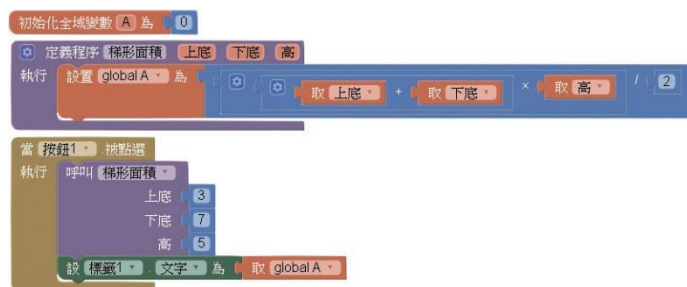 初始化全域變數 A 為 0
定義程序 梯形面積 上底 下底 高
執行 設置 global A 為 取 上底 + 取 下底 × 取 高 / 2
當 按鈕1 .被點選
執行 呼叫 梯形面積
上底 3
下底 7
高 5
設 標籤1 . 文字 為 取 global A